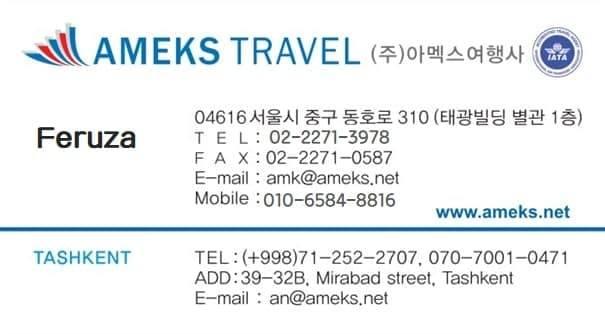 AMEKS TRAVEL (주)아멕스여행사 IATA
04616 서울시 중구 동호로 310 (태광빌딩 별관 1층)
Feruza
TEL: 02-2271-3978
FAX: 02-2271-0587
E-mail : amk@ameks.net
Mobile : 010-6584-8816
www.ameks.net
TASHKENT
TEL: (+998)71-252-2707, 070-7001-0471
ADD: 39-32B, Mirabad street, Tashkent
E-mail : an@ameks.net